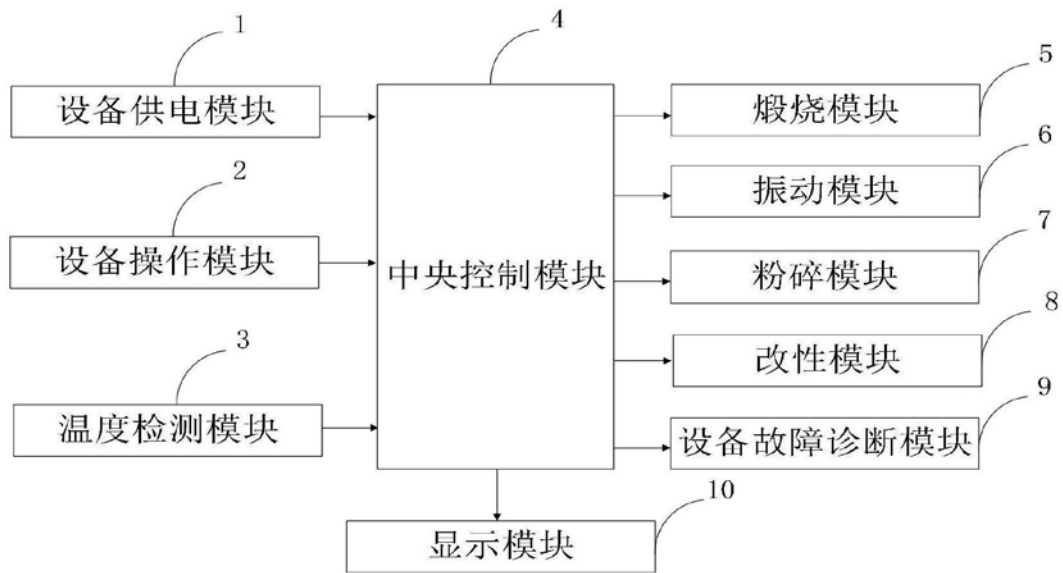 1
设备供电模块
2
设备操作模块
3
温度检测模块
4
中央控制模块
5
煅烧模块
6
振动模块
7
粉碎模块
8
改性模块
9
设备故障诊断模块
10
显示模块